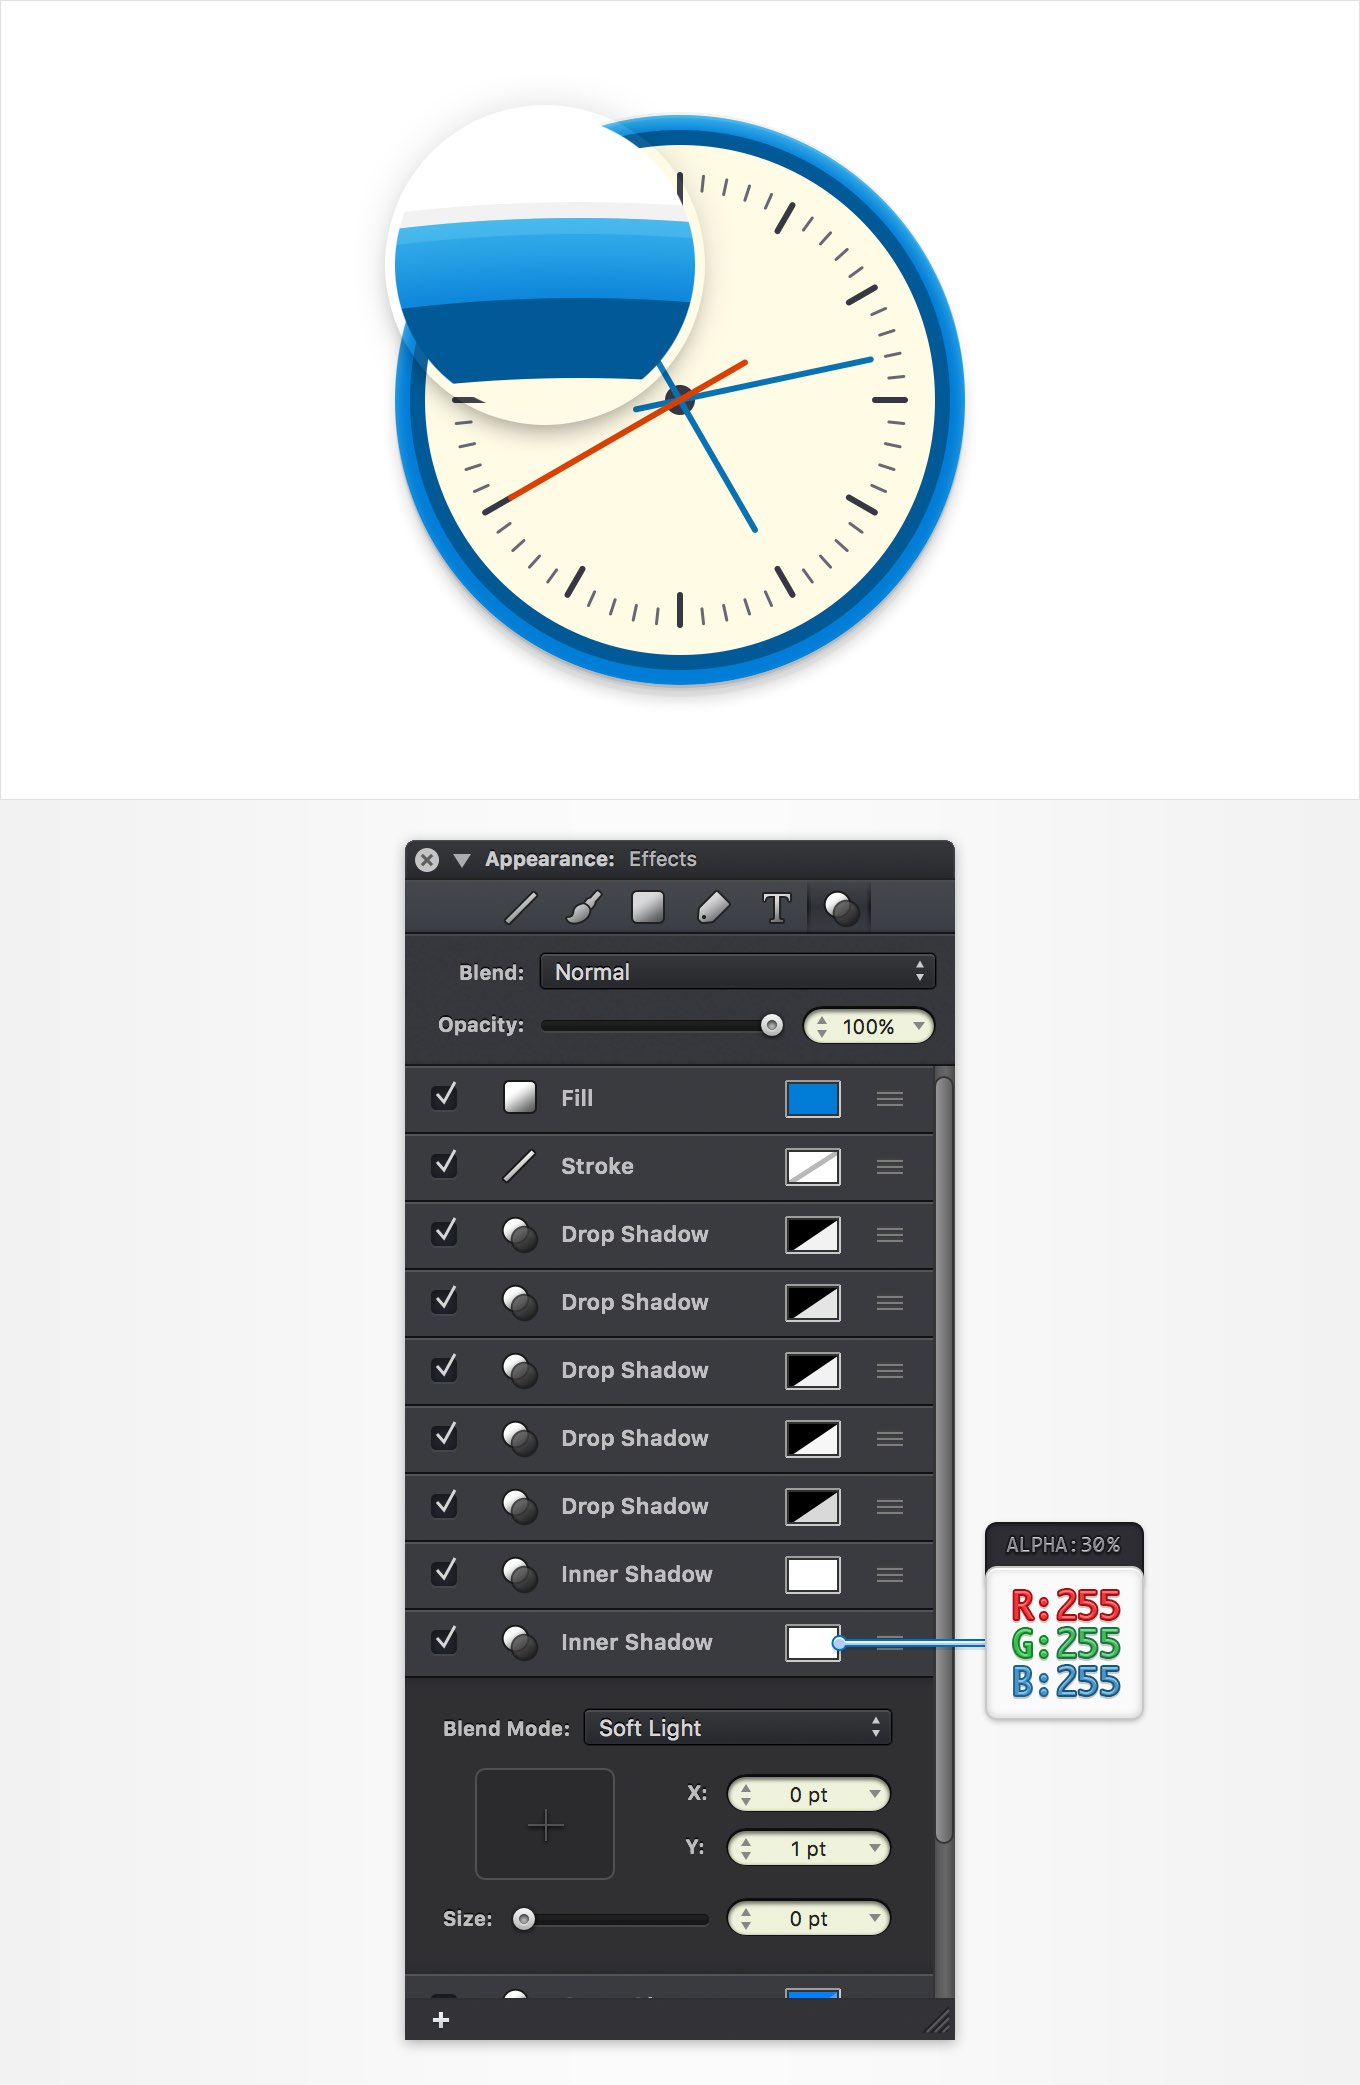 Appearance: Effects
T
Blend: Normal
Opacity: 100%
Fill
Stroke
Drop Shadow
Drop Shadow
Drop Shadow
Drop Shadow
Drop Shadow
Inner Shadow
Inner Shadow
ALPHA:30%
R:255
G:255
B:255
Blend Mode: Soft Light
X: 0 pt
Y: 1 pt
Size: 0 pt